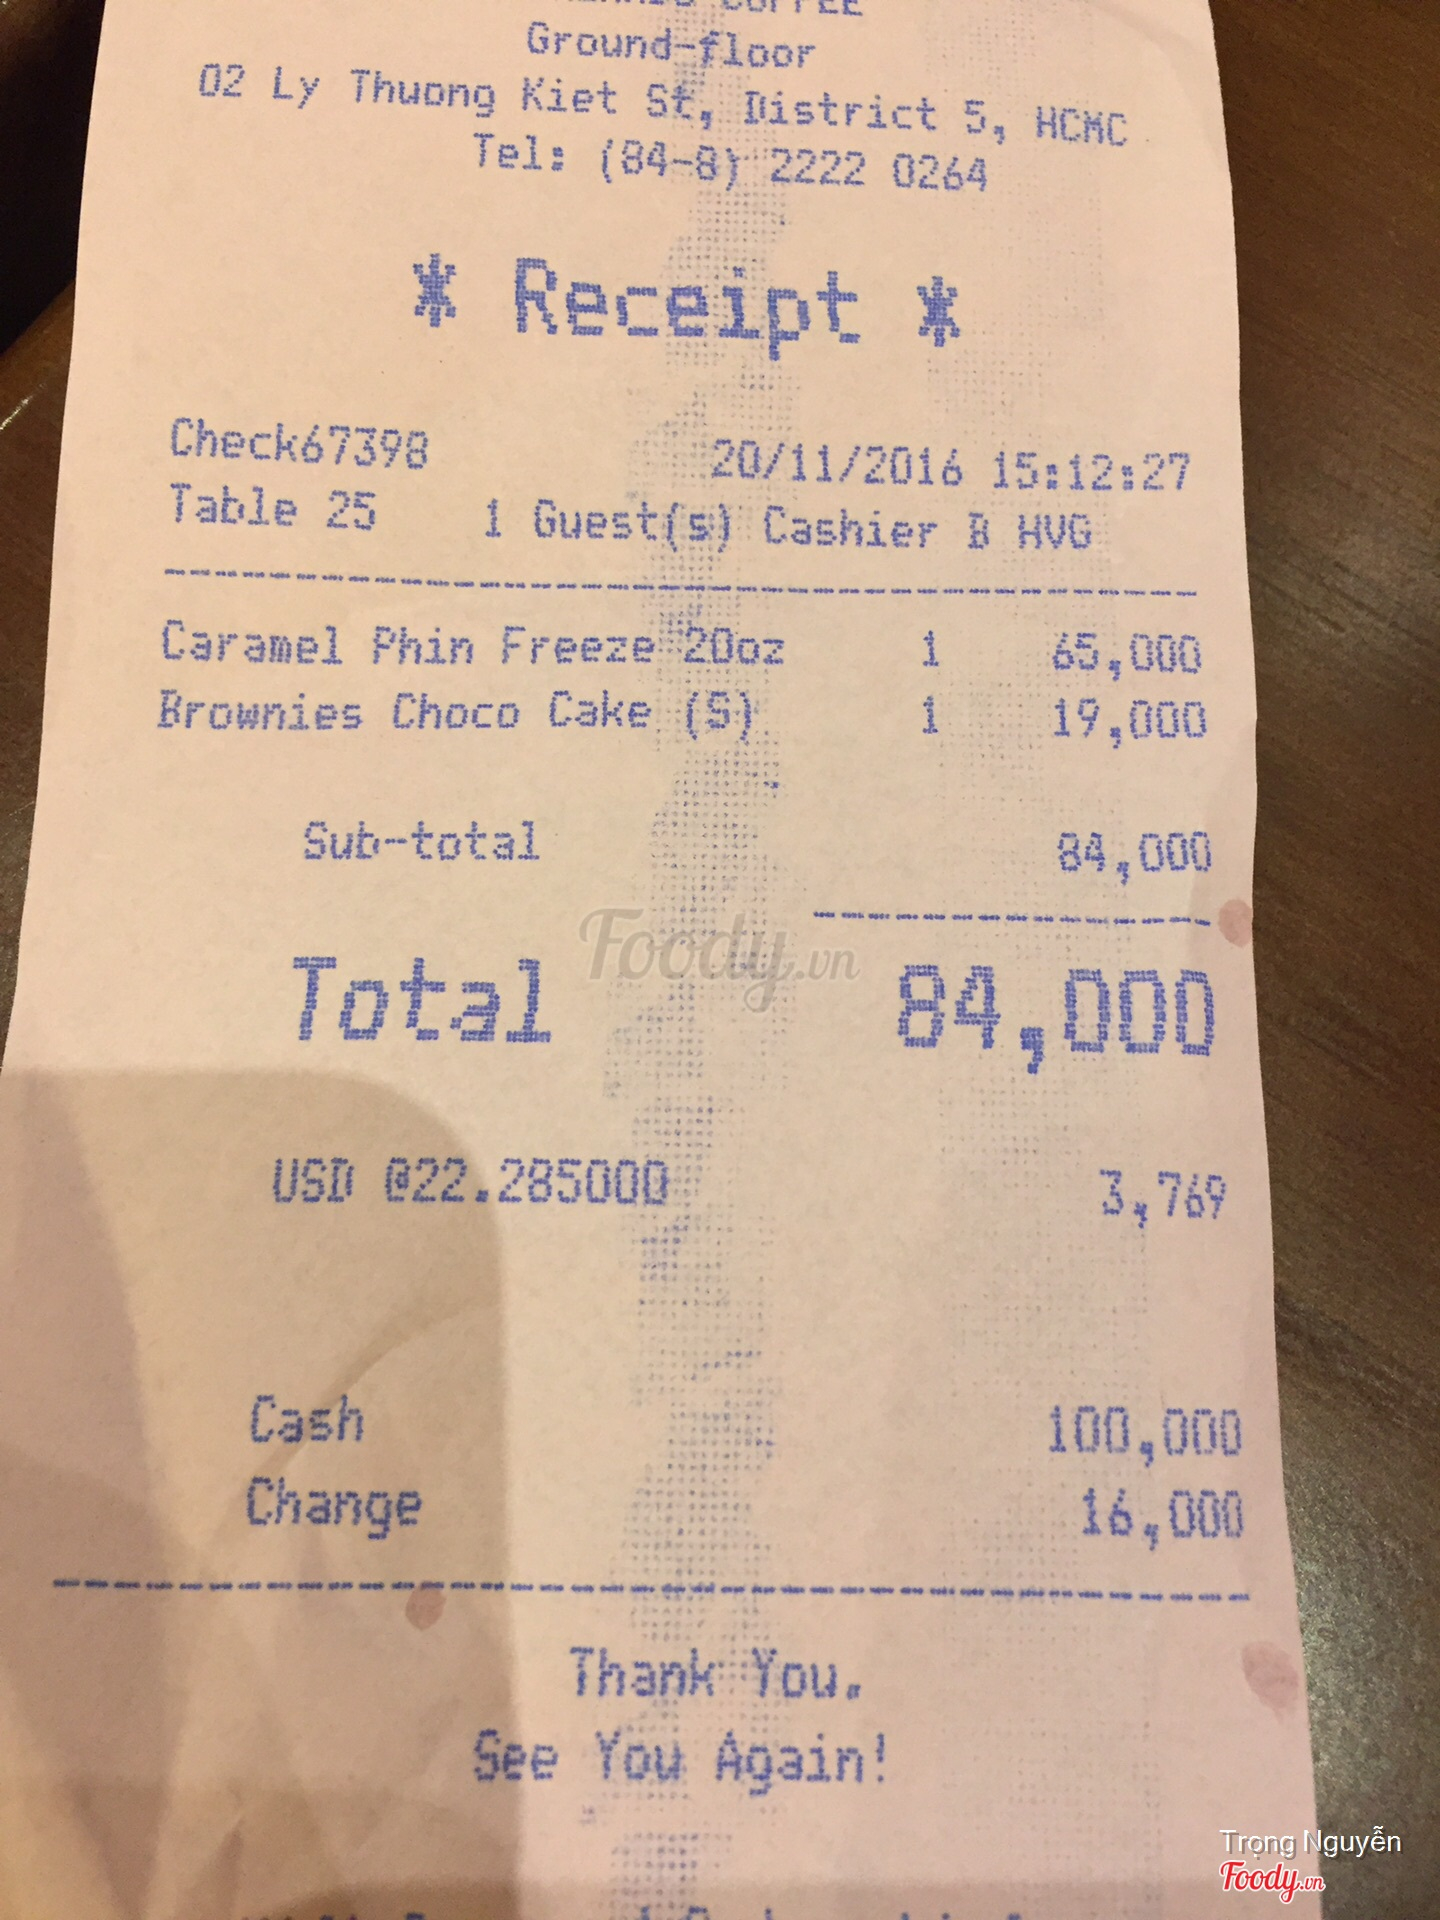 COFFEE
Ground-floor
02 Ly Thuong Kiet St, District 5, HCMC
Tel: (84-8) 2222 0264
* Receipt *
Check67398 20/11/2016 15:12:27
Table 25 1 Guest(s) Cashier B HVG
Caramel Phin Freeze 20oz 1 65,000
Brownies Choco Cake (S) 1 19,000
Sub-total 84,000
Foody.vn
Total 84,000
USD @22.285000 3,769
Cash 100,000
Change 16,000
Thank You.
See You Again!
Trọng Nguyễn
Foody.vn